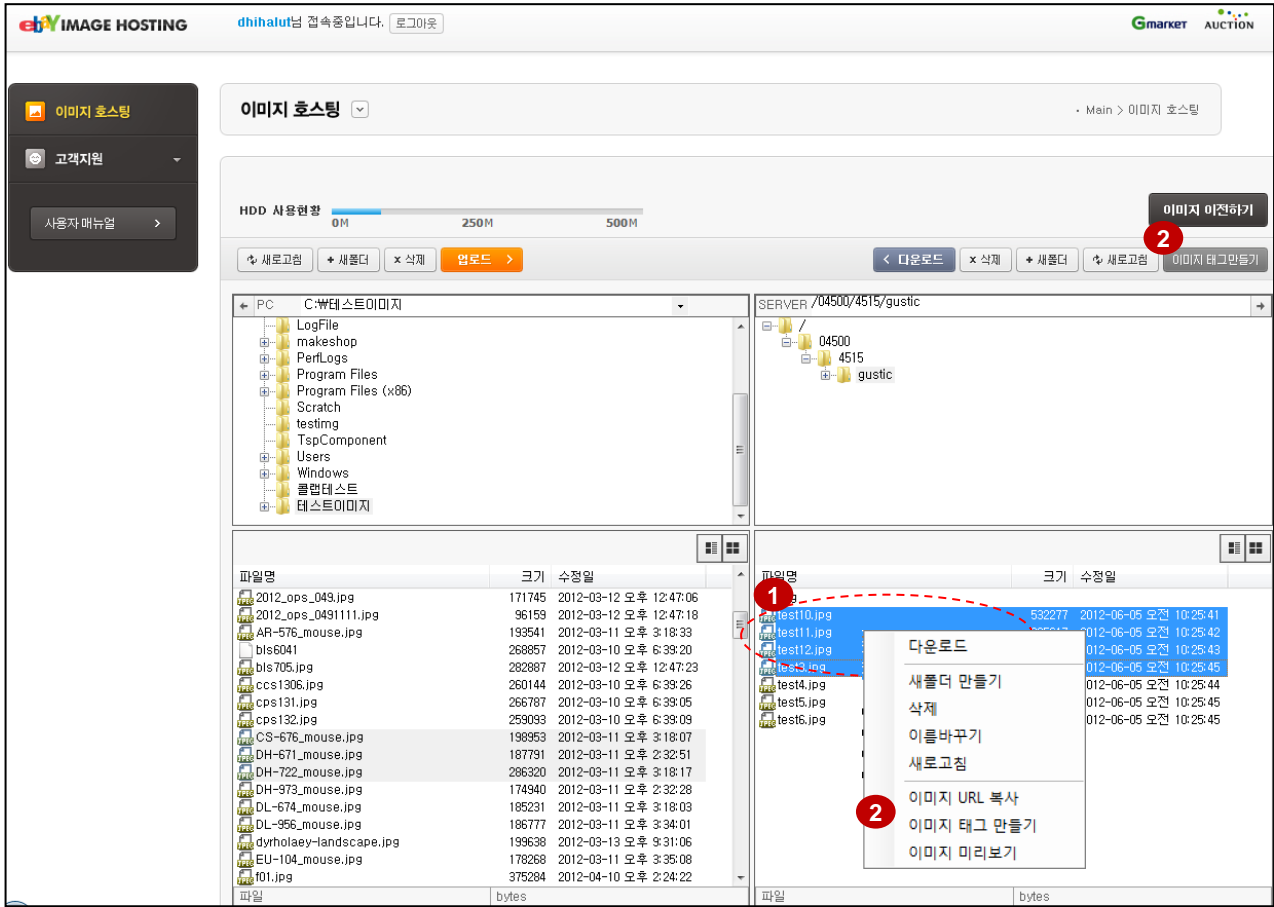 ebY IMAGE HOSTING
dhihalut님 접속중입니다. 로그아웃
Gmarket AUCTION
이미지 호스팅
고객지원
사용자 매뉴얼 >
이미지 호스팅
• Main > 이미지 호스팅
HDD 사용현황
0M 250M 500M
이미지 이전하기
2
새로고침 + 새폴더 x 삭제 업로드 >
< 다운로드 x 삭제 + 새폴더 새로고침 이미지 태그만들기
PC C:₩테스트이미지
LogFile
makeshop
PerfLogs
Program Files
Program Files (x86)
Scratch
testimg
TspComponent
Users
Windows
콜랩테스트
테스트이미지
SERVER /04500/4515/gustic
/
04500
4515
gustic
파일명 크기 수정일
2012_ops_049.jpg 171745 2012-03-12 오후 12:47:06
2012_ops_0491111.jpg 96159 2012-03-12 오후 12:47:18
AR-576_mouse.jpg 193541 2012-03-11 오후 3:18:33
bls6041 268857 2012-03-10 오후 6:39:20
bls705.jpg 282887 2012-03-12 오후 12:47:23
ccs1306.jpg 260144 2012-03-10 오후 6:39:26
cps131.jpg 266787 2012-03-10 오후 6:39:05
cps132.jpg 259093 2012-03-10 오후 6:39:09
CS-676_mouse.jpg 198953 2012-03-11 오후 3:18:07
DH-671_mouse.jpg 187791 2012-03-11 오후 2:32:51
DH-722_mouse.jpg 286320 2012-03-11 오후 3:18:17
DH-973_mouse.jpg 174940 2012-03-11 오후 2:32:28
DL-674_mouse.jpg 185231 2012-03-11 오후 3:18:03
DL-956_mouse.jpg 186777 2012-03-11 오후 3:34:01
dyrholaey-landscape.jpg 199638 2012-03-13 오후 9:31:06
EU-104_mouse.jpg 178268 2012-03-11 오후 3:35:08
f01.jpg 375284 2012-04-10 오후 2:24:22
파일 bytes
파일명 크기 수정일
1
test10.jpg 532277 2012-06-05 오전 10:25:41
test11.jpg 2012-06-05 오전 10:25:42
test12.jpg 012-06-05 오전 10:25:43
test3.jpg 012-06-05 오전 10:25:45
test4.jpg 012-06-05 오전 10:25:44
test5.jpg 012-06-05 오전 10:25:45
test6.jpg 012-06-05 오전 10:25:45
다운로드
새폴더 만들기
삭제
이름바꾸기
새로고침
2
이미지 URL 복사
이미지 태그 만들기
이미지 미리보기
파일 bytes